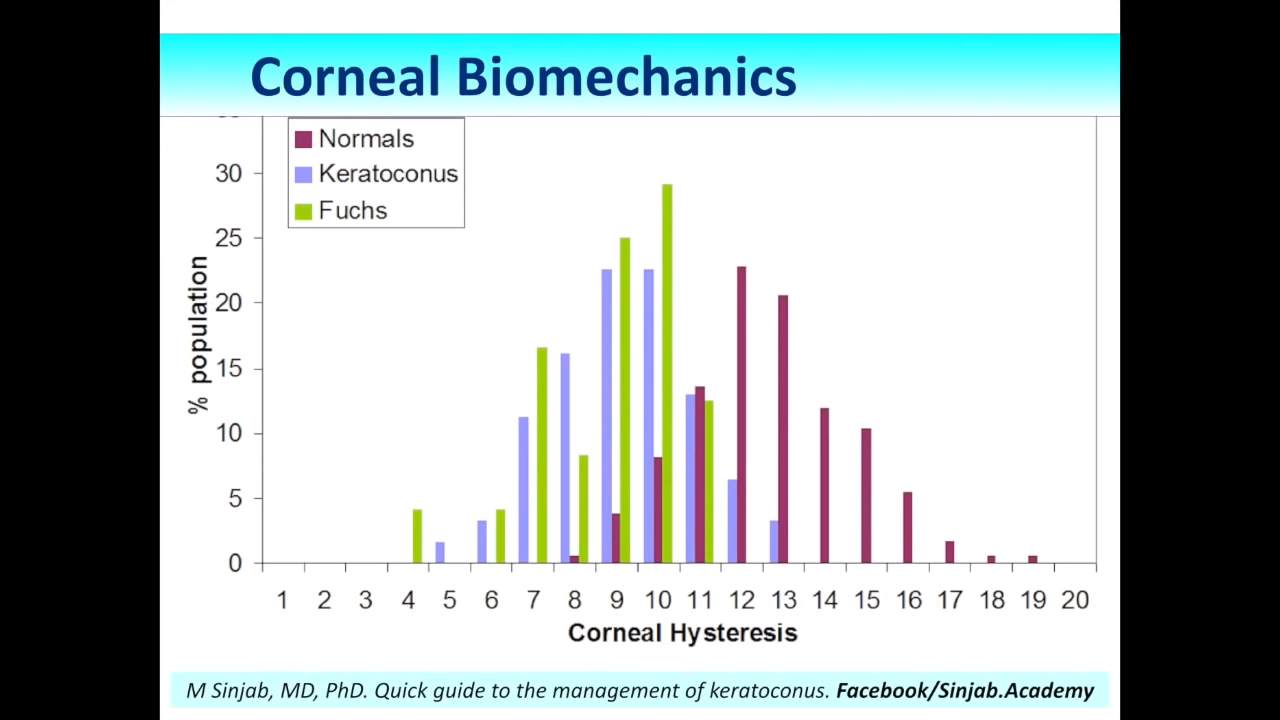 Corneal Biomechanics
Normals
Keratoconus
Fuchs
30
25
20
15
10
5
0
% population
1 2 3 4 5 6 7 8 9 10 11 12 13 14 15 16 17 18 19 20
Corneal Hysteresis
M Sinjab, MD, PhD. Quick guide to the management of keratoconus. Facebook/Sinjab.Academy